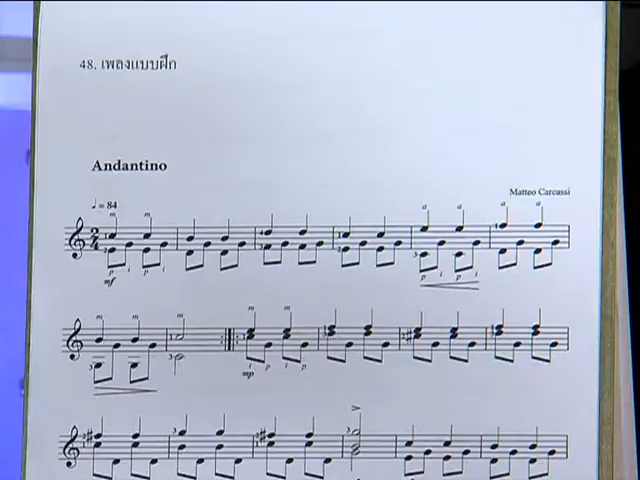 48. เพลงแบบฝึก
Andantino
Matteo Carcassi
♩ = 84
m m a a a a
p i p i p i p i
mf
m m m m m
i p i p
mp